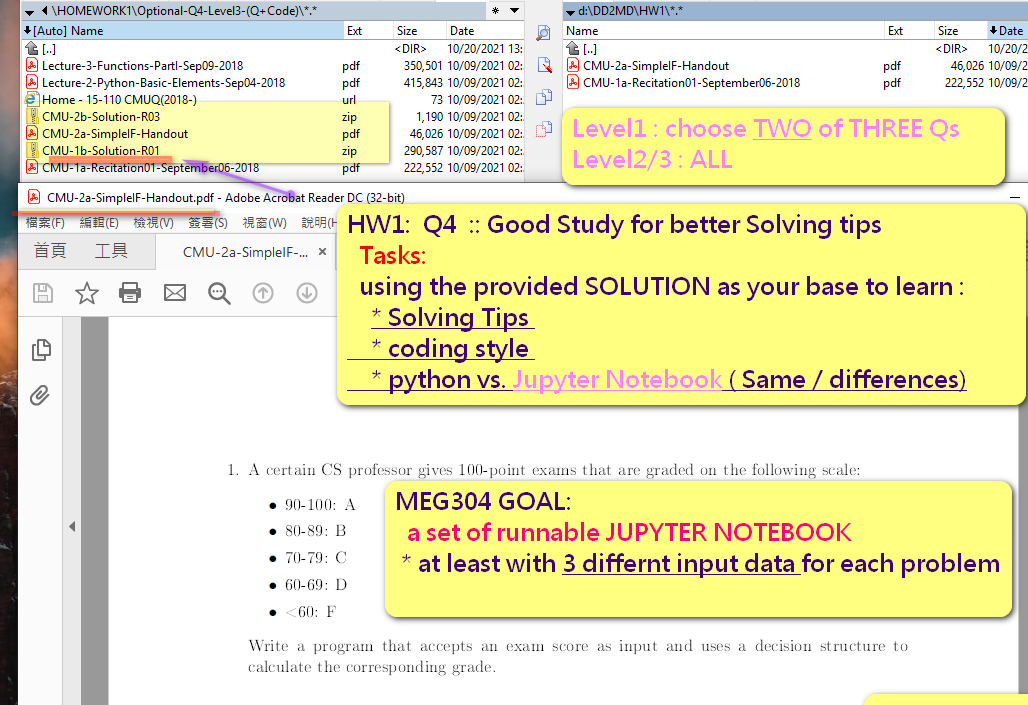 \HOMEWORK1\Optional-Q4-Level3-(Q+Code)\*.*
* 
[Auto] Name Ext Size Date
[..] <DIR> 10/20/2021 13:
Lecture-3-Functions-PartI-Sep09-2018 pdf 350,501 10/09/2021 02:
Lecture-2-Python-Basic-Elements-Sep04-2018 pdf 415,843 10/09/2021 02:
Home - 15-110 CMUQ(2018-) url 73 10/09/2021 02:
CMU-2b-Solution-R03 zip 1,190 10/09/2021 02:
CMU-2a-SimpleIF-Handout pdf 46,026 10/09/2021 02:
CMU-1b-Solution-R01 zip 290,587 10/09/2021 02:
CMU-1a-Recitation01-September06-2018 pdf 222,552 10/09/2021 02:
d:\DD2MD\HW1\*.*
Name Ext Size Date
[..] <DIR> 10/20/2
CMU-2a-SimpleIF-Handout pdf 46,026 10/09/2
CMU-1a-Recitation01-September06-2018 pdf 222,552 10/09/2
Level1 : choose TWO of THREE Qs
Level2/3 : ALL
CMU-2a-SimpleIF-Handout.pdf - Adobe Acrobat Reader DC (32-bit)
檔案(F) 編輯(E) 檢視(V) 簽署(S) 視窗(W) 說明(H
首頁 工具 CMU-2a-SimpleIF-... ×
HW1: Q4 :: Good Study for better Solving tips
Tasks:
using the provided SOLUTION as your base to learn :
* Solving Tips
* coding style
* python vs. Jupyter Notebook ( Same / differences)
1. A certain CS professor gives 100-point exams that are graded on the following scale:
• 90-100: A
• 80-89: B
• 70-79: C
• 60-69: D
• <60: F
MEG304 GOAL:
a set of runnable JUPYTER NOTEBOOK
* at least with 3 differnt input data for each problem
Write a program that accepts an exam score as input and uses a decision structure to
calculate the corresponding grade.